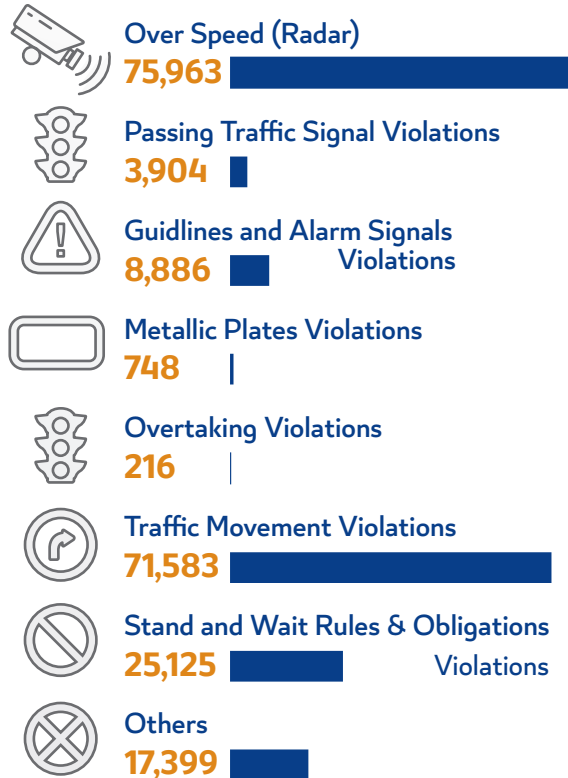 Over Speed (Radar)
75,963
Passing Traffic Signal Violations
3,904
Guidlines and Alarm Signals
Violations
8,886
Metallic Plates Violations
748
Overtaking Violations
216
Traffic Movement Violations
71,583
Stand and Wait Rules & Obligations
Violations
25,125
Others
17,399